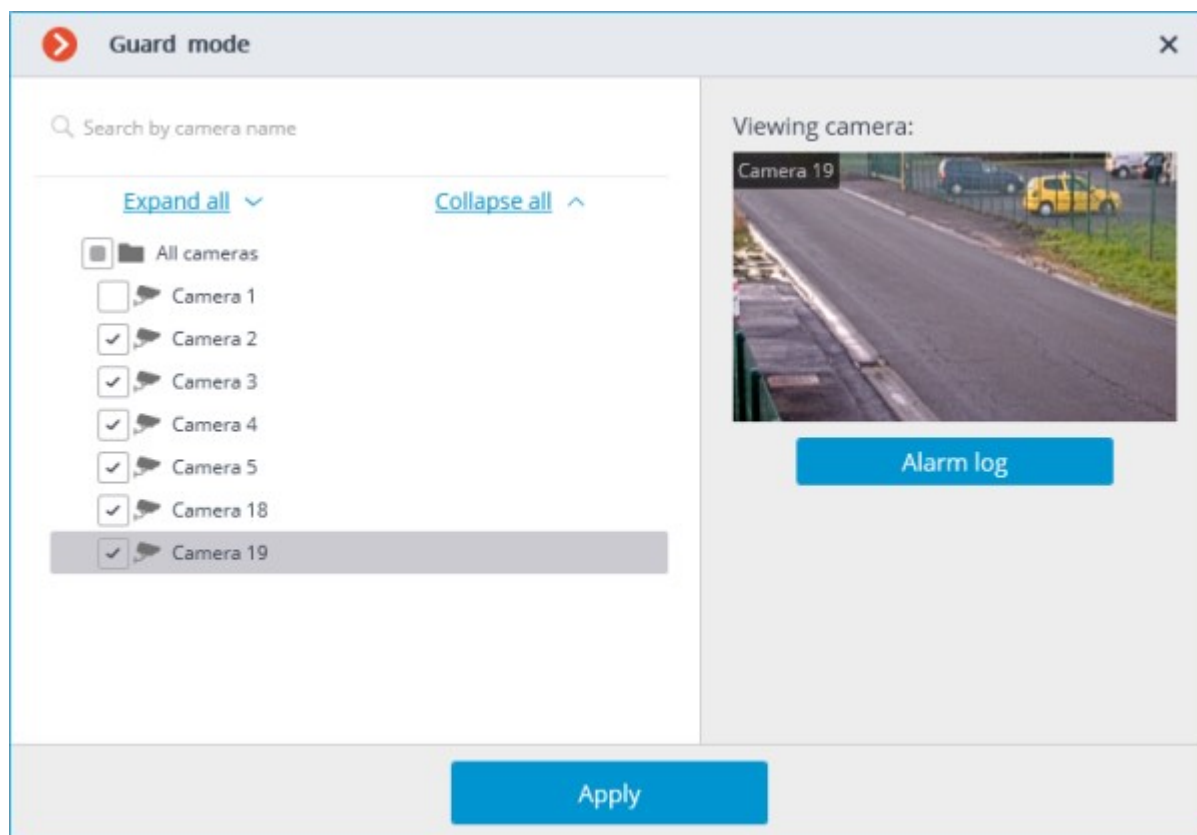 Guard mode
Search by camera name
Expand all
Collapse all
All cameras
Camera 1
Camera 2
Camera 3
Camera 4
Camera 5
Camera 18
Camera 19
Viewing camera:
Camera 19
Alarm log
Apply